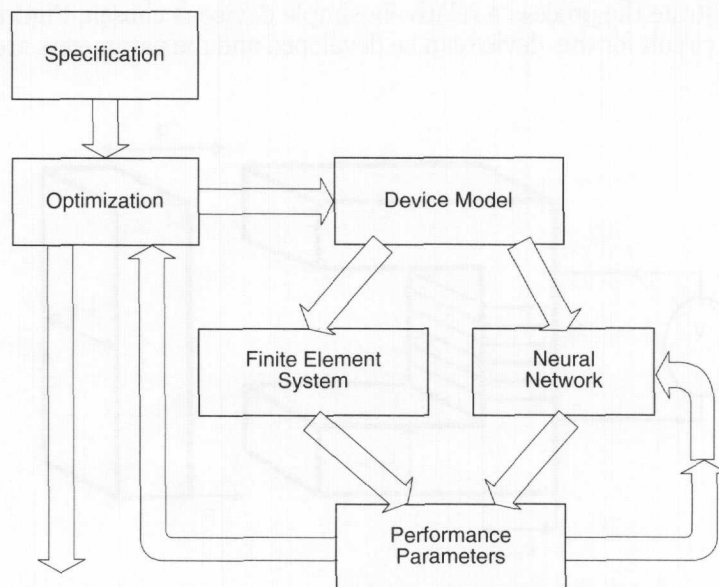 Specification
Optimization
Device Model
Finite Element
System
Neural
Network
Performance
Parameters